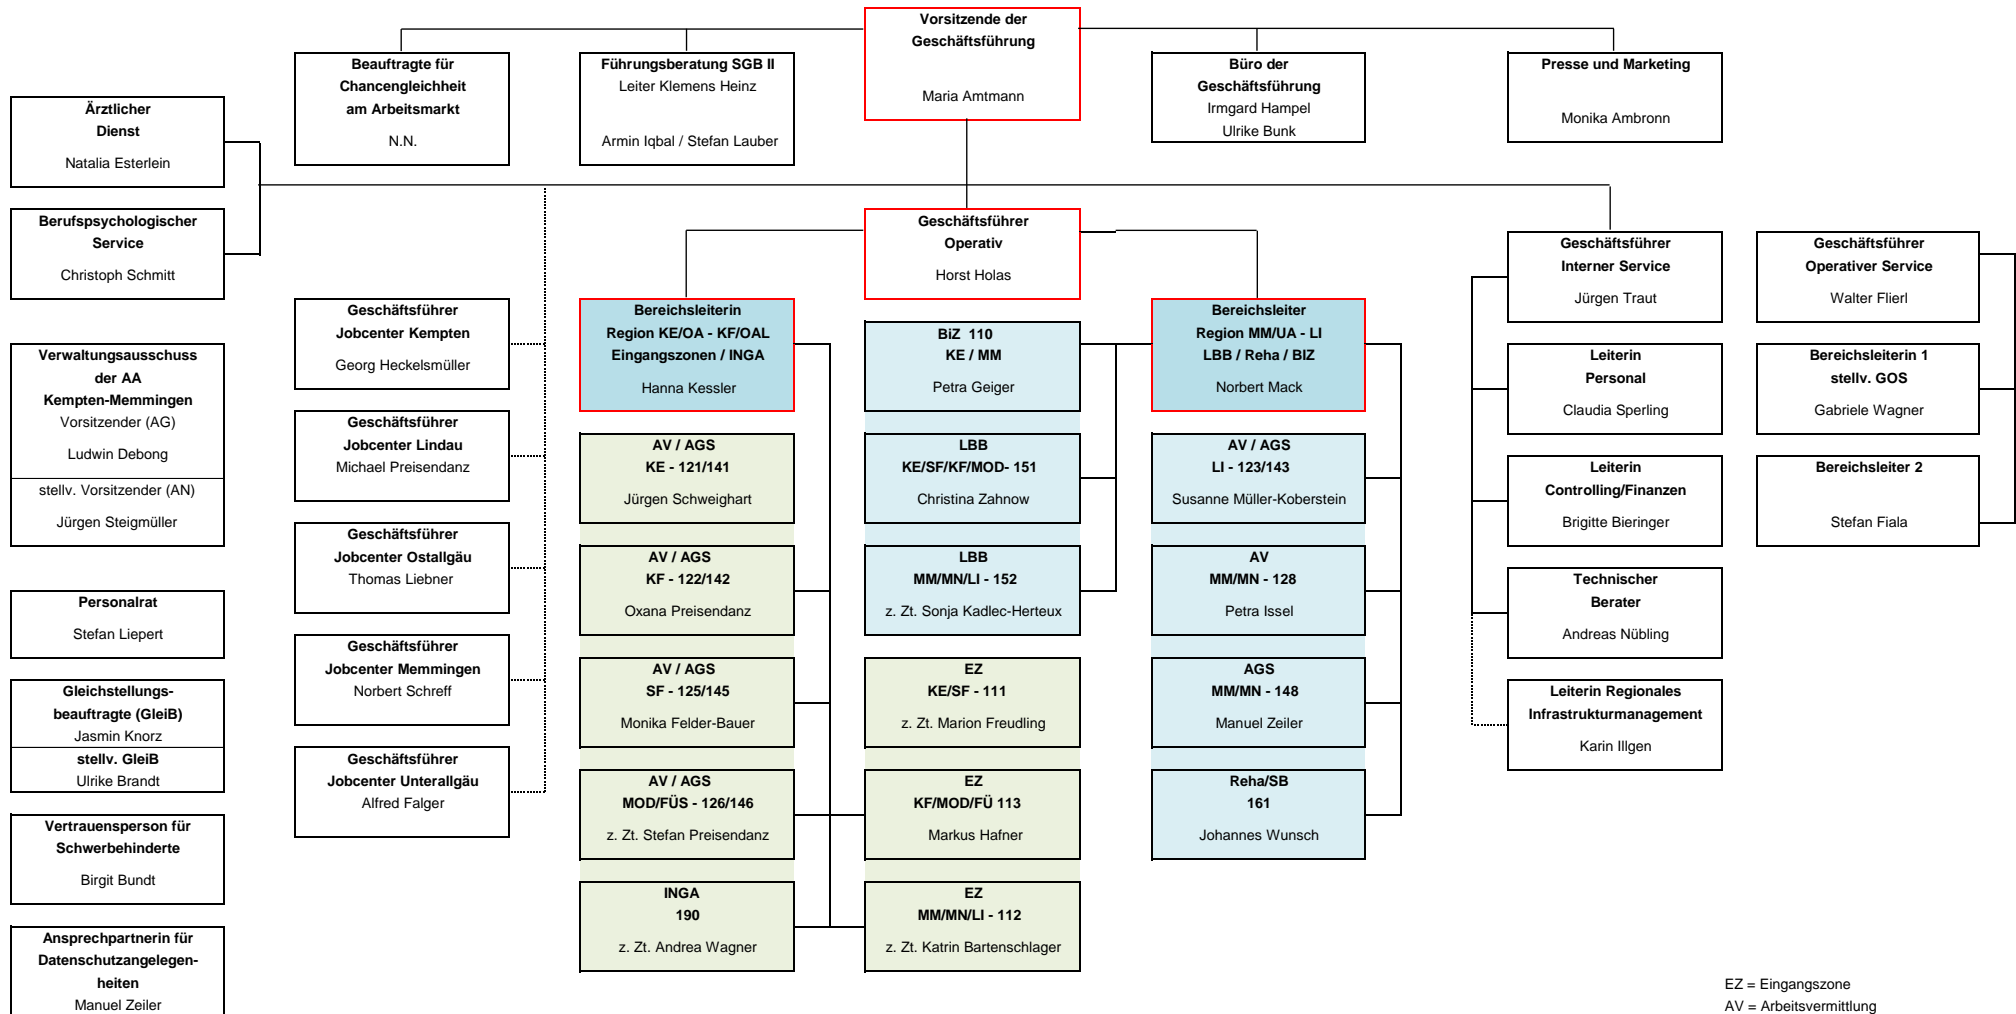 Vorsitzende der
Geschäftsführung
Maria Amtmann
Beauftragte für
Chancengleichheit
am Arbeitsmarkt
N.N.
Führungsberatung SGB II
Leiter Klemens Heinz
Armin Iqbal / Stefan Lauber
Büro der
Geschäftsführung
Irmgard Hampel
Ulrike Bunk
Presse und Marketing
Monika Ambronn
Ärztlicher
Dienst
Natalia Esterlein
Berufspsychologischer
Service
Christoph Schmitt
Verwaltungsausschuss
der AA
Kempten-Memmingen
Vorsitzender (AG)
Ludwin Debong
stellv. Vorsitzender (AN)
Jürgen Steigmüller
Personalrat
Stefan Liepert
Gleichstellungs-
beauftragte (GleiB)
Jasmin Knorz
stellv. GleiB
Ulrike Brandt
Vertrauensperson für
Schwerbehinderte
Birgit Bundt
Ansprechpartnerin für
Datenschutzangelegen-
heiten
Manuel Zeiler
Geschäftsführer
Jobcenter Kempten
Georg Heckelsmüller
Geschäftsführer
Jobcenter Lindau
Michael Preisendanz
Geschäftsführer
Jobcenter Ostallgäu
Thomas Liebner
Geschäftsführer
Jobcenter Memmingen
Norbert Schreff
Geschäftsführer
Jobcenter Unterallgäu
Alfred Falger
Geschäftsführer
Operativ
Horst Holas
Bereichsleiterin
Region KE/OA - KF/OAL
Eingangszonen / INGA
Hanna Kessler
AV / AGS
KE - 121/141
Jürgen Schweighart
AV / AGS
KF - 122/142
Oxana Preisendanz
AV / AGS
SF - 125/145
Monika Felder-Bauer
AV / AGS
MOD/FÜS - 126/146
z. Zt. Stefan Preisendanz
INGA
190
z. Zt. Andrea Wagner
BiZ 110
KE / MM
Petra Geiger
LBB
KE/SF/KF/MOD- 151
Christina Zahnow
LBB
MM/MN/LI - 152
z. Zt. Sonja Kadlec-Herteux
EZ
KE/SF - 111
z. Zt. Marion Freudling
EZ
KF/MOD/FÜ 113
Markus Hafner
EZ
MM/MN/LI - 112
z. Zt. Katrin Bartenschlager
Bereichsleiter
Region MM/UA - LI
LBB / Reha / BIZ
Norbert Mack
AV / AGS
LI - 123/143
Susanne Müller-Koberstein
AV
MM/MN - 128
Petra Issel
AGS
MM/MN - 148
Manuel Zeiler
Reha/SB
161
Johannes Wunsch
Geschäftsführer
Interner Service
Jürgen Traut
Leiterin
Personal
Claudia Sperling
Leiterin
Controlling/Finanzen
Brigitte Bieringer
Technischer
Berater
Andreas Nübling
Leiterin Regionales
Infrastrukturmanagement
Karin Illgen
Geschäftsführer
Operativer Service
Walter Flierl
Bereichsleiterin 1
stellv. GOS
Gabriele Wagner
Bereichsleiter 2
Stefan Fiala
EZ = Eingangszone
AV = Arbeitsvermittlung